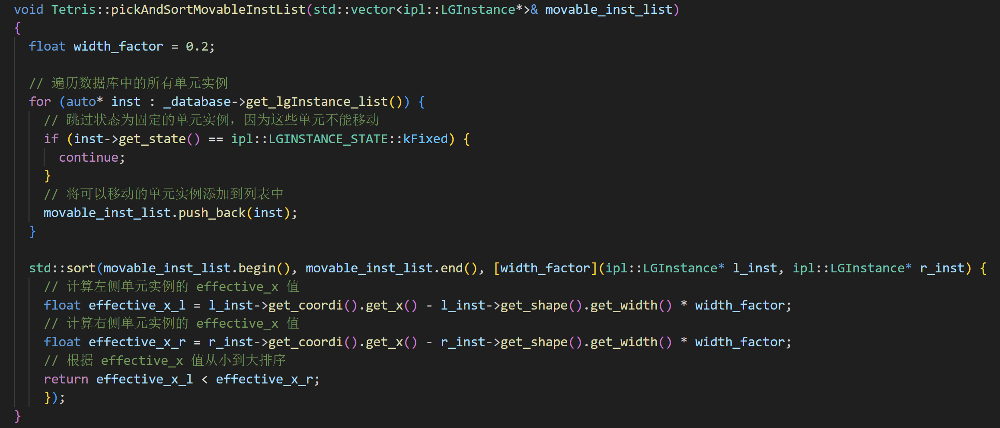 void Tetris::pickAndSortMovableInstList(std::vector<ipl::LGInstance*>& movable_inst_list)
{
  float width_factor = 0.2;

  // 遍历数据库中的所有单元实例
  for (auto* inst : _database->get_lgInstance_list()) {
    // 跳过状态为固定的单元实例，因为这些单元不能移动
    if (inst->get_state() == ipl::LGINSTANCE_STATE::kFixed) {
      continue;
    }
    // 将可以移动的单元实例添加到列表中
    movable_inst_list.push_back(inst);
  }

  std::sort(movable_inst_list.begin(), movable_inst_list.end(), [width_factor](ipl::LGInstance* l_inst, ipl::LGInstance* r_inst) {
    // 计算左侧单元实例的 effective_x 值
    float effective_x_l = l_inst->get_coordi().get_x() - l_inst->get_shape().get_width() * width_factor;
    // 计算右侧单元实例的 effective_x 值
    float effective_x_r = r_inst->get_coordi().get_x() - r_inst->get_shape().get_width() * width_factor;
    // 根据 effective_x 值从小到大排序
    return effective_x_l < effective_x_r;
    });
}